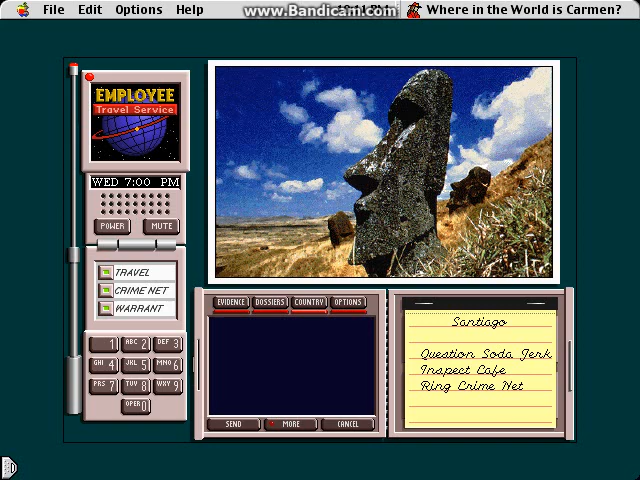 File Edit Options Help
www.Bandicam.com
Where in the World is Carmen?
EMPLOYEE
Travel Service
WED 7:00 PM
POWER MUTE
TRAVEL
CRIME NET
WARRANT
1 ABC 2 DEF 3
GHI 4 JKL 5 MNO 6
PRS 7 TUV 8 WXY 9
OPER 0
EVIDENCE DOSSIERS COUNTRY OPTIONS
SEND MORE CANCEL
Santiago
Question Soda Jerk
Inspect Cafe
Ring Crime Net